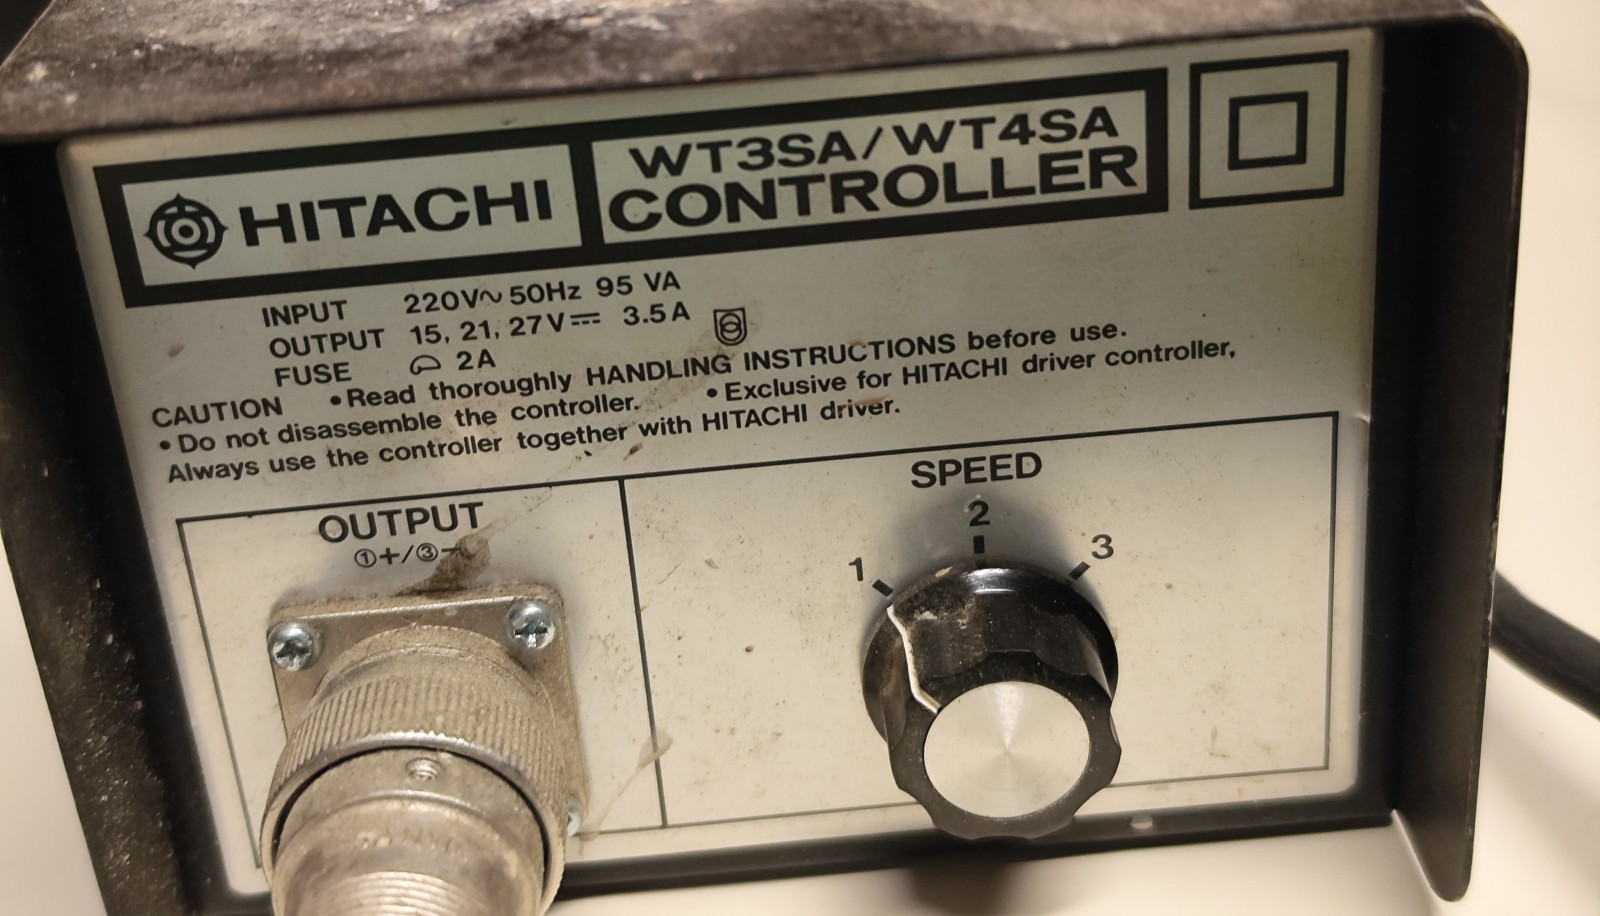 HITACHI
WT3SA/WT4SA
CONTROLLER
INPUT 220V~ 50Hz 95 VA
OUTPUT 15, 21, 27V⎓ 3.5A
FUSE 2A
CAUTION •Read thoroughly HANDLING INSTRUCTIONS before use.
•Do not disassemble the controller. •Exclusive for HITACHI driver controller,
Always use the controller together with HITACHI driver.
OUTPUT
①+/③−
SPEED
1 2 3